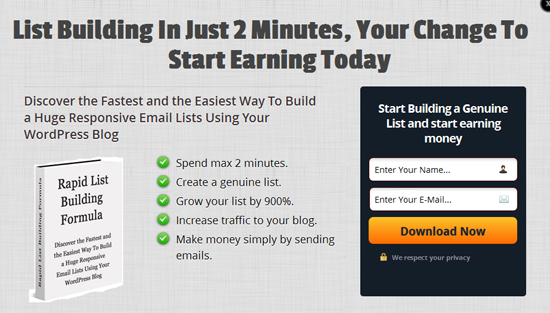 List Building In Just 2 Minutes, Your Change To
Start Earning Today
Discover the Fastest and the Easiest Way To Build
a Huge Responsive Email Lists Using Your
WordPress Blog
Rapid List
Building
Formula
Discover the Fastest and
the Easiest Way To Build
a Huge Responsive
Email Lists Using Your
WordPress Blog
Rapid List Building Formula
Spend max 2 minutes.
Create a genuine list.
Grow your list by 900%.
Increase traffic to your blog.
Make money simply by sending
emails.
Start Building a Genuine
List and start earning
money
Enter Your Name...
Enter Your E-Mail...
Download Now
We respect your privacy
X